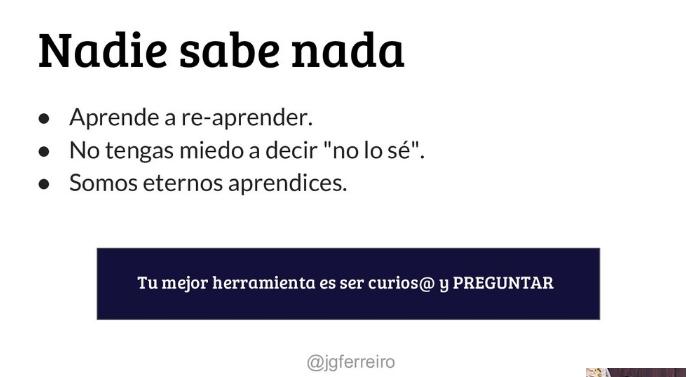 Nadie sabe nada
● Aprende a re-aprender.
● No tengas miedo a decir "no lo sé".
● Somos eternos aprendices.
Tu mejor herramienta es ser curios@ y PREGUNTAR
@jgferreiro